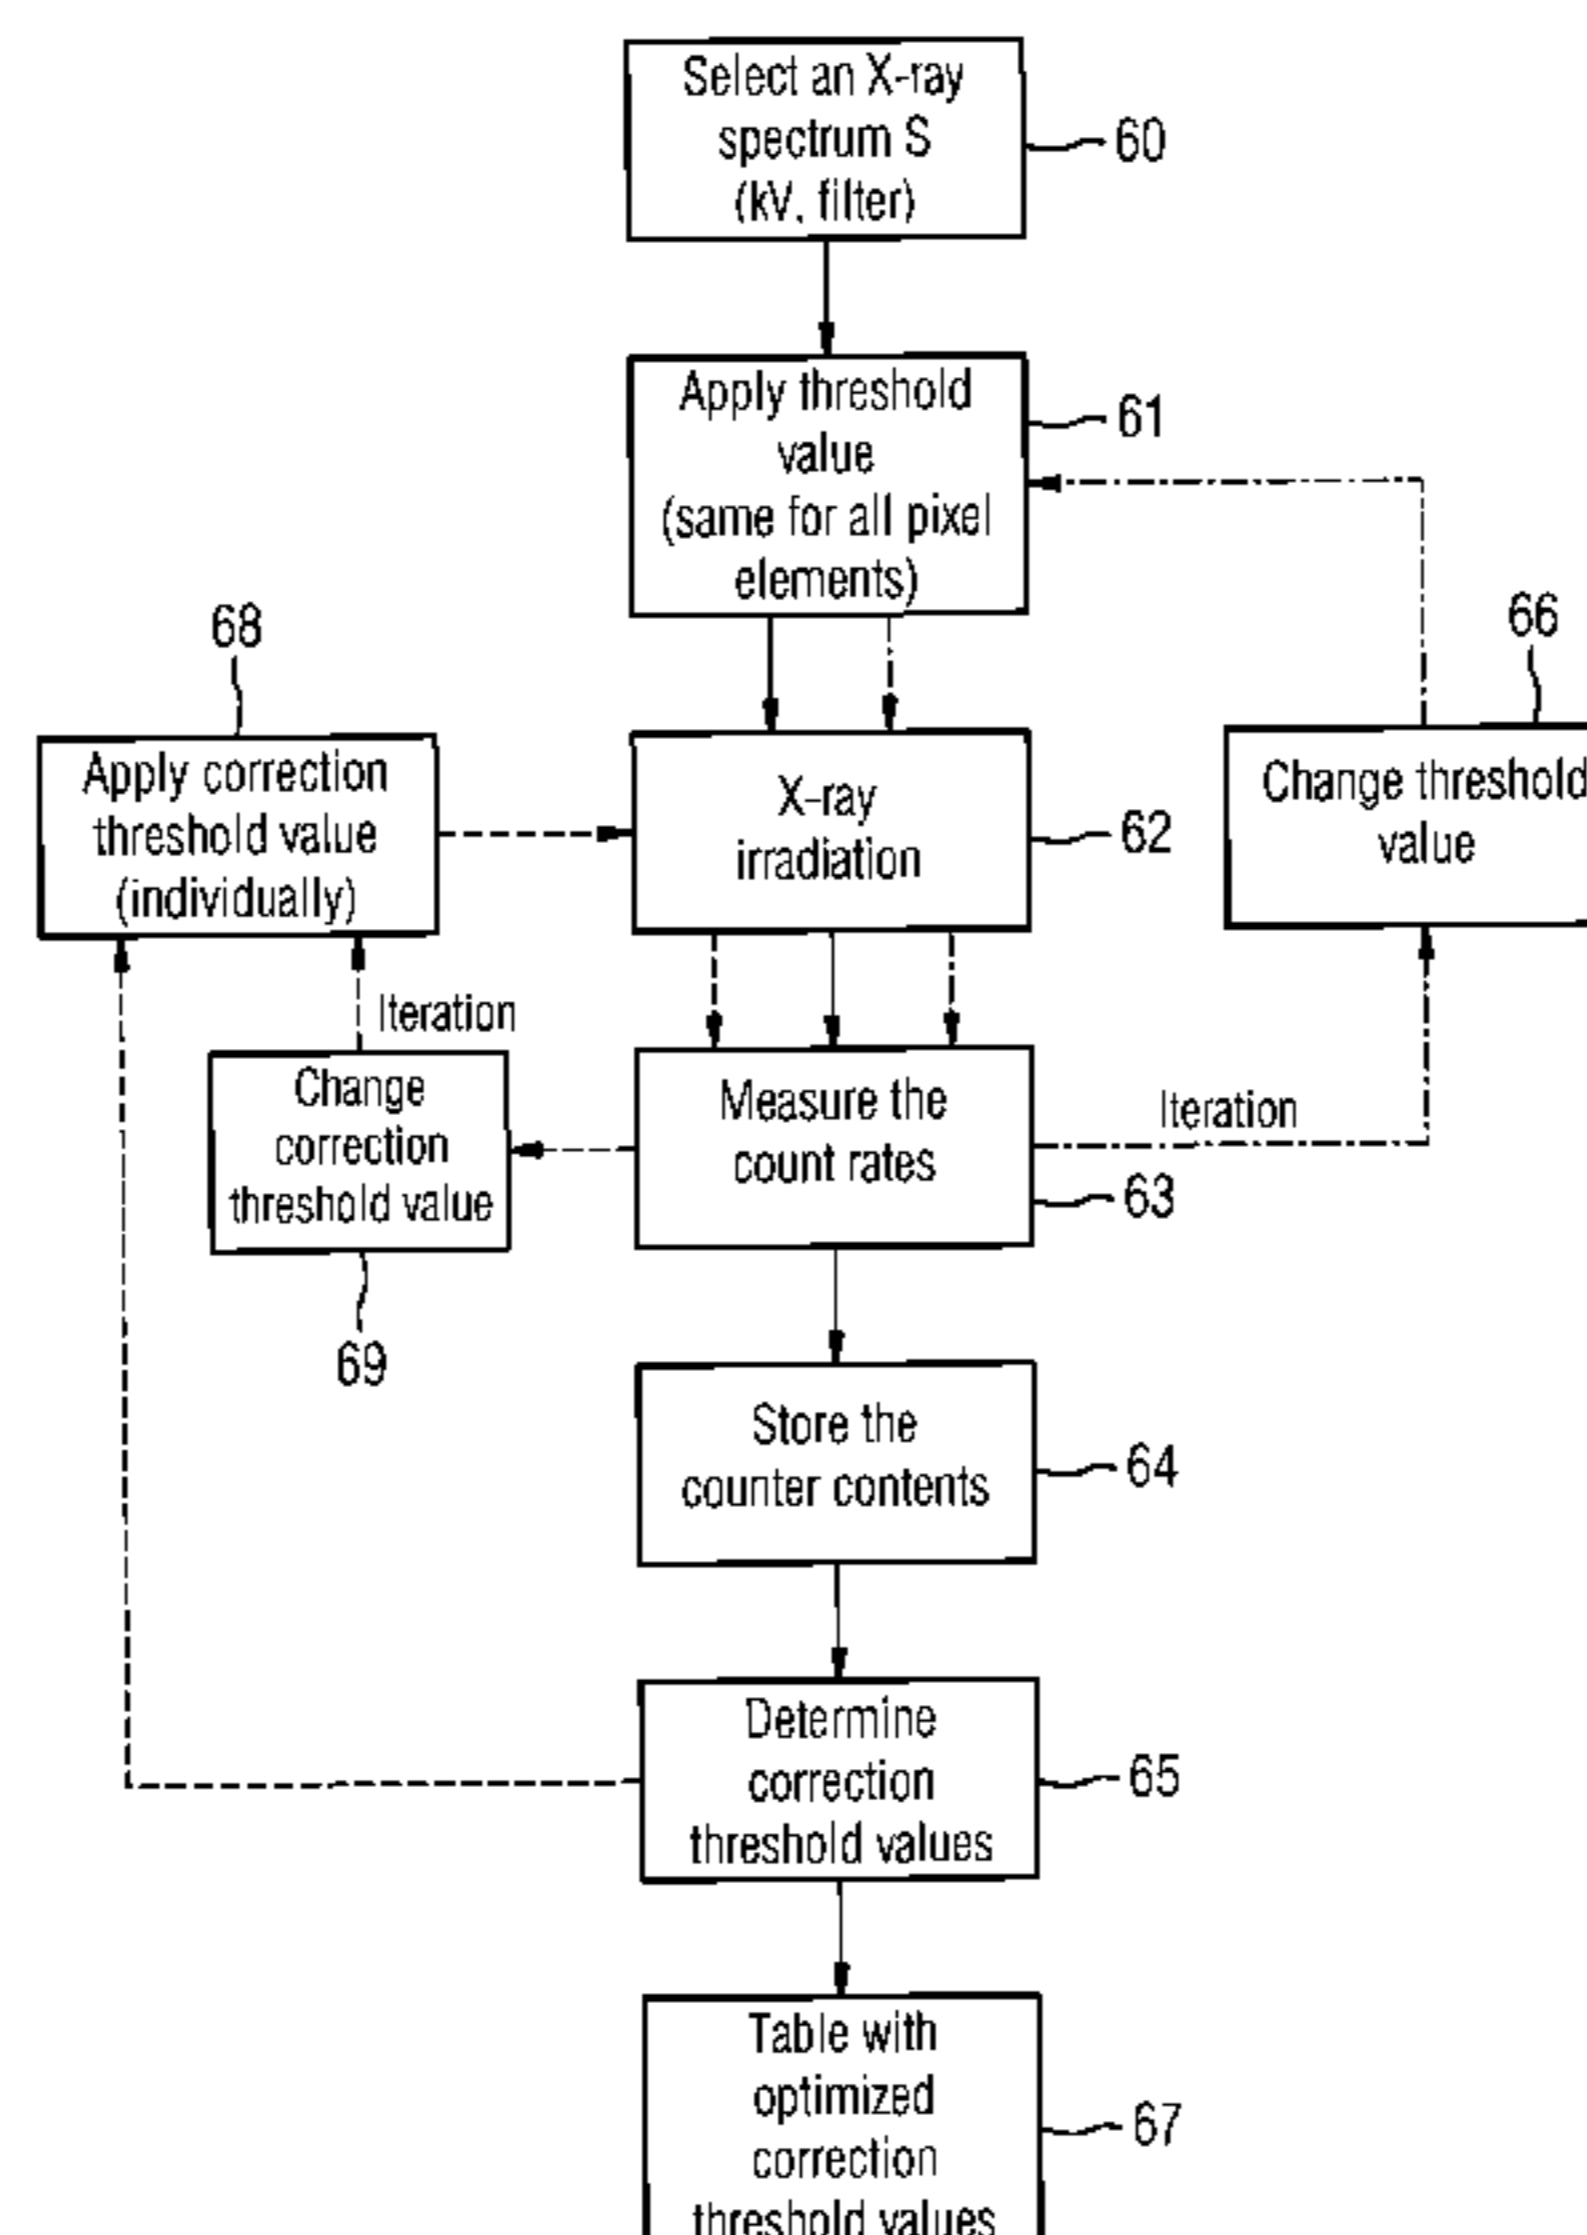 Select an X-ray
spectrum S
(kV, filter)
60
Apply threshold
value
(same for all pixel
elements)
61
68
Apply correction
threshold value
(individually)
X-ray
irradiation
62
66
Change threshold
value
Iteration
Change
correction
threshold value
69
Measure the
count rates
63
Iteration
Store the
counter contents
64
Determine
correction
threshold values
65
Table with
optimized
correction
threshold values
67